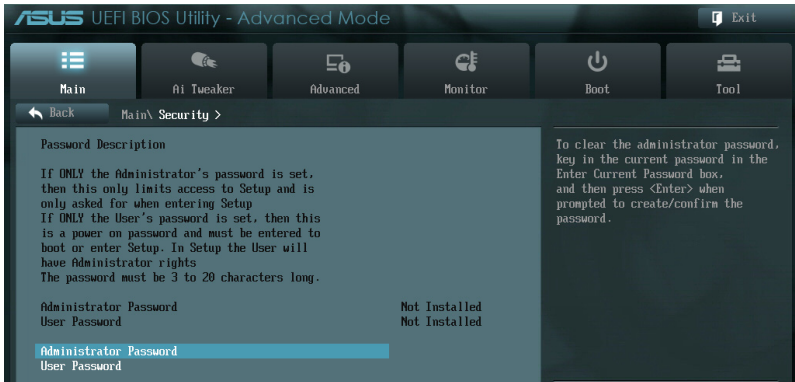 ASUS UEFI BIOS Utility - Advanced Mode
Exit
Main
Ai Tweaker
Advanced
Monitor
Boot
Tool
Back
Main\ Security >
Password Description
If ONLY the Administrator's password is set,
then this only limits access to Setup and is
only asked for when entering Setup
If ONLY the User's password is set, then this
is a power on password and must be entered to
boot or enter Setup. In Setup the User will
have Administrator rights
The password must be 3 to 20 characters long.
Administrator Password Not Installed
User Password Not Installed
Administrator Password
User Password
To clear the administrator password,
key in the current password in the
Enter Current Password box,
and then press <Enter> when
prompted to create/confirm the
password.